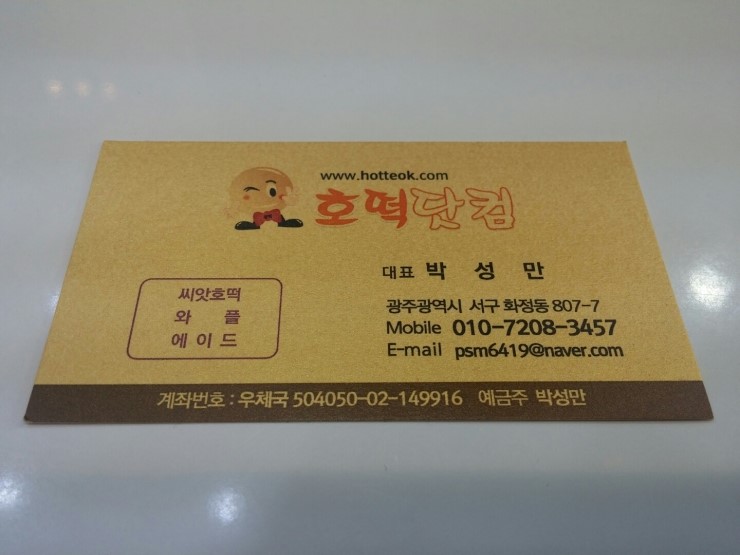 www.hotteok.com
호떡닷컴
대표 박 성 만
씨앗호떡
와 플
에 이 드
광주광역시 서구 화정동 807-7
Mobile 010-7208-3457
E-mail psm6419@naver.com
계좌번호 : 우체국 504050-02-149916 예금주 박성만